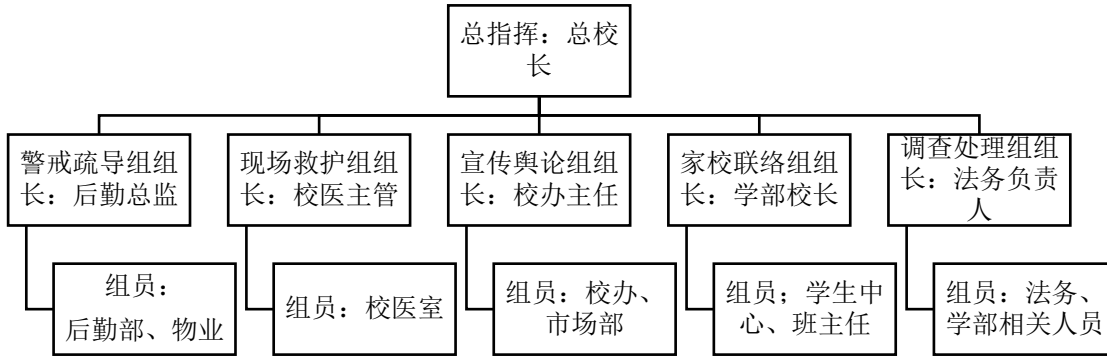 总指挥：总校
长
警戒疏导组组
长：后勤总监
现场救护组组
长：校医主管
宣传舆论组组
长：校办主任
家校联络组组
长：学部校长
调查处理组组
长：法务负责
人
组员：
后勤部、物业
组员：校医室
组员：校办、
市场部
组员；学生中
心、班主任
组员：法务、
学部相关人员